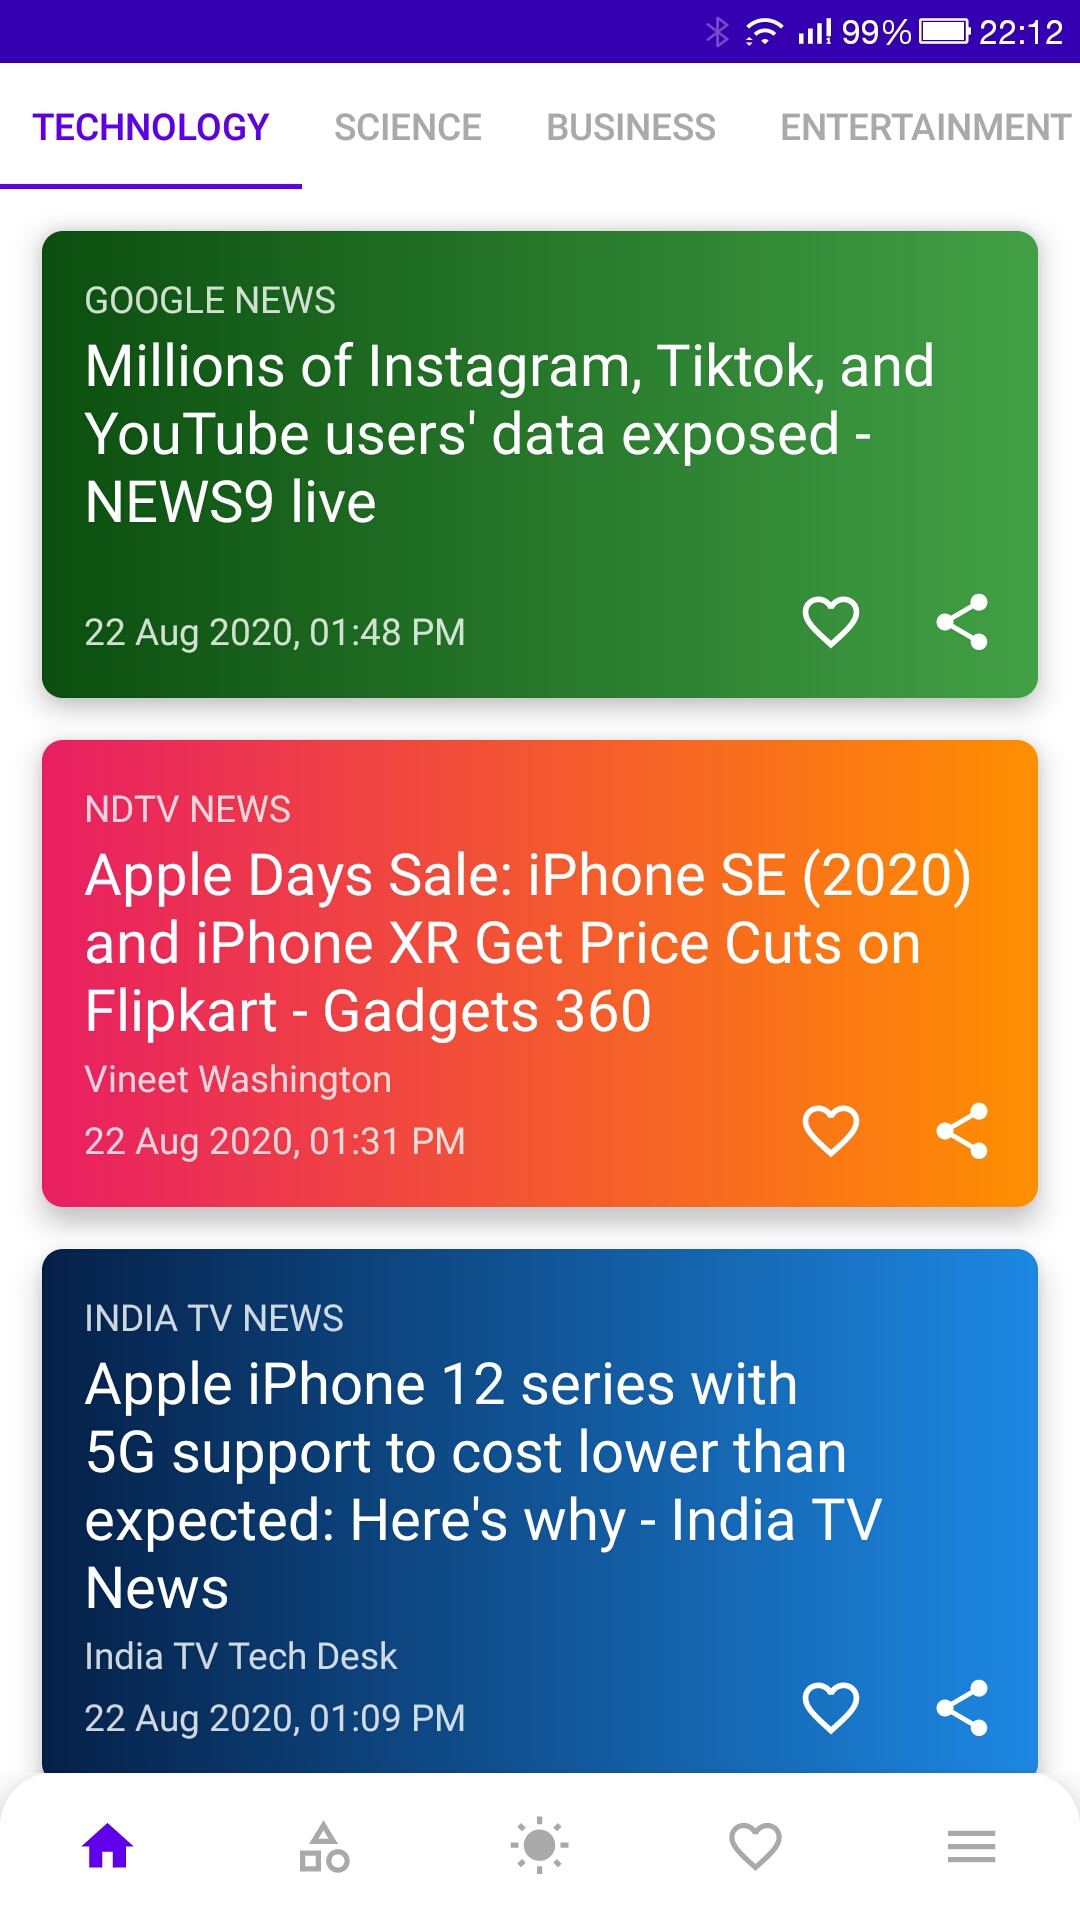 99% 22:12
TECHNOLOGY SCIENCE BUSINESS ENTERTAINMENT
GOOGLE NEWS
Millions of Instagram, Tiktok, and
YouTube users' data exposed -
NEWS9 live
22 Aug 2020, 01:48 PM
NDTV NEWS
Apple Days Sale: iPhone SE (2020)
and iPhone XR Get Price Cuts on
Flipkart - Gadgets 360
Vineet Washington
22 Aug 2020, 01:31 PM
INDIA TV NEWS
Apple iPhone 12 series with
5G support to cost lower than
expected: Here's why - India TV
News
India TV Tech Desk
22 Aug 2020, 01:09 PM